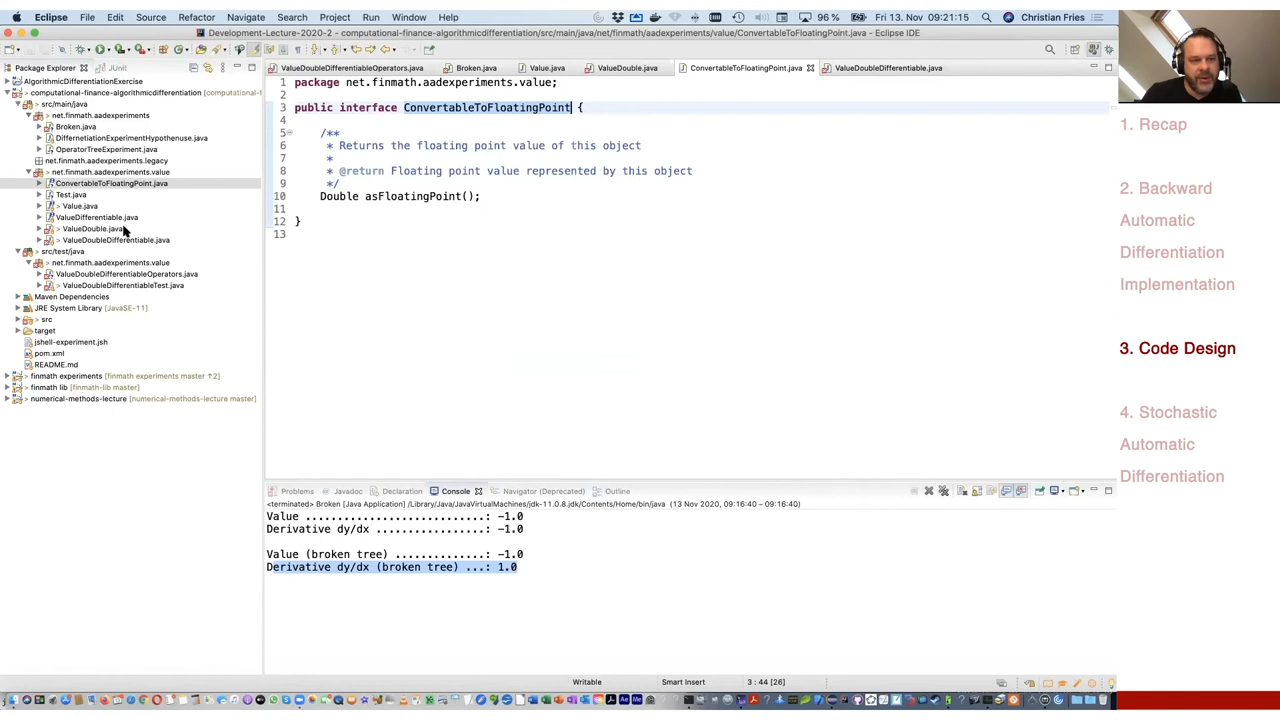 Eclipse File Edit Source Refactor Navigate Search Project Run Window Help 96 % Fri 13. Nov 09:21:15 Christian Fries
Development-Lecture-2020-2 - computational-finance-algorithmicdifferentiation/src/main/java/net/finmath/aadexperiments/value/ConvertableToFloatingPoint.java - Eclipse IDE
Package Explorer JUnit
AlgorithmicDifferentiationExercise
> computational-finance-algorithmicdifferentiation [computational-f
> src/main/java
> net.finmath.aadexperiments
Broken.java
DiffernetiationExperimentHypothenuse.java
OperatorTreeExperiment.java
net.finmath.aadexperiments.legacy
> net.finmath.aadexperiments.value
ConvertableToFloatingPoint.java
Test.java
> Value.java
ValueDifferentiable.java
> ValueDouble.java
> ValueDoubleDifferentiable.java
> src/test/java
> net.finmath.aadexperiments.value
ValueDoubleDifferentiableOperators.java
> ValueDoubleDifferentiableTest.java
Maven Dependencies
JRE System Library [JavaSE-11]
> src
target
jshell-experiment.jsh
pom.xml
README.md
> finmath experiments [finmath experiments master ↑2]
> finmath lib [finmath-lib master]
> numerical-methods-lecture [numerical-methods-lecture master]
ValueDoubleDifferentiableOperators.java Broken.java Value.java ValueDouble.java ConvertableToFloatingPoint.java ValueDoubleDifferentiable.java
1 package net.finmath.aadexperiments.value;
2
3 public interface ConvertableToFloatingPoint {
4
5 /**
6 * Returns the floating point value of this object
7 *
8 * @return Floating point value represented by this object
9 */
10 Double asFloatingPoint();
11
12 }
13
Problems Javadoc Declaration Console Navigator (Deprecated) Outline
<terminated> Broken [Java Application] /Library/Java/JavaVirtualMachines/jdk-11.0.8.jdk/Contents/Home/bin/java (13 Nov 2020, 09:16:40 – 09:16:40)
Value ............................: -1.0
Derivative dy/dx .................: -1.0
Value (broken tree) ..............: -1.0
Derivative dy/dx (broken tree) ...: 1.0
Writable Smart Insert 3 : 44 [26]
1. Recap
2. Backward
Automatic
Differentiation
Implementation
3. Code Design
4. Stochastic
Automatic
Differentiation